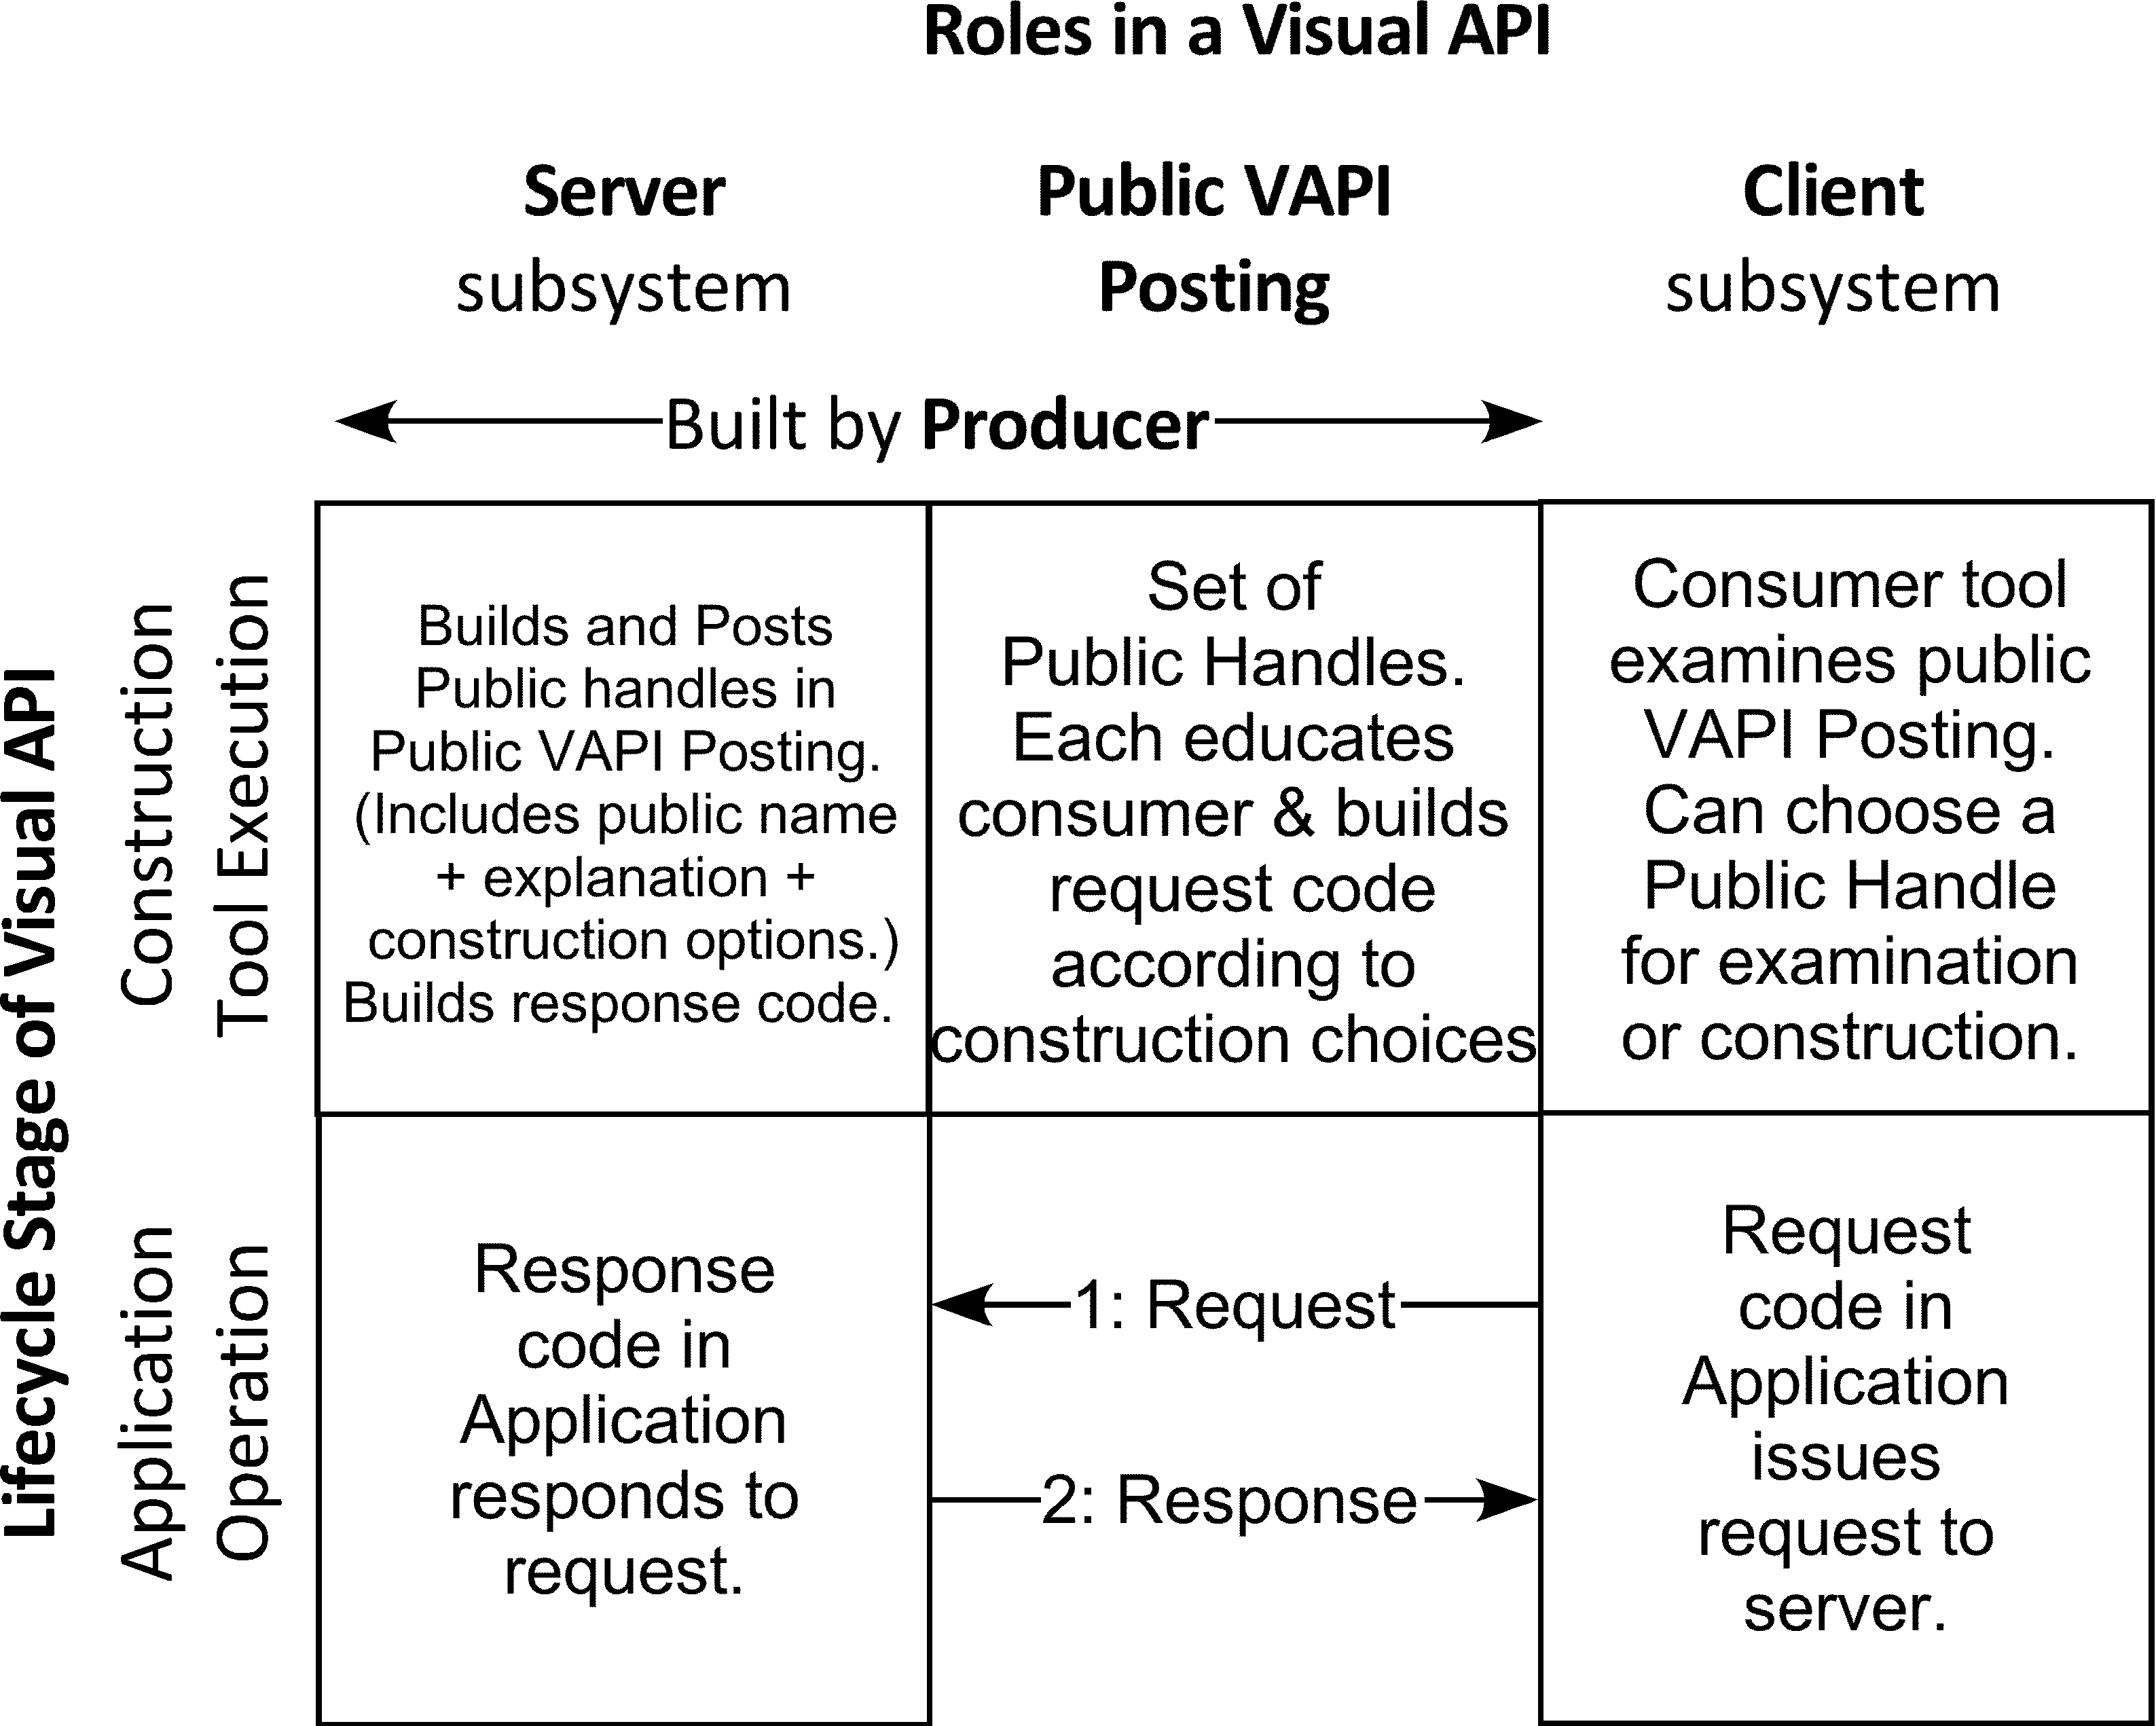 Roles in a Visual API
Server
subsystem
Public VAPI
Posting
Client
subsystem
Built by Producer
Lifecycle Stage of Visual API
Construction
Tool Execution
Builds and Posts
Public handles in
Public VAPI Posting.
(Includes public name
+ explanation +
construction options.)
Builds response code.
Set of
Public Handles.
Each educates
consumer & builds
request code
according to
construction choices
Consumer tool
examines public
VAPI Posting.
Can choose a
Public Handle
for examination
or construction.
Application
Operation
Response
code in
Application
responds to
request.
1: Request
2: Response
Request
code in
Application
issues
request to
server.